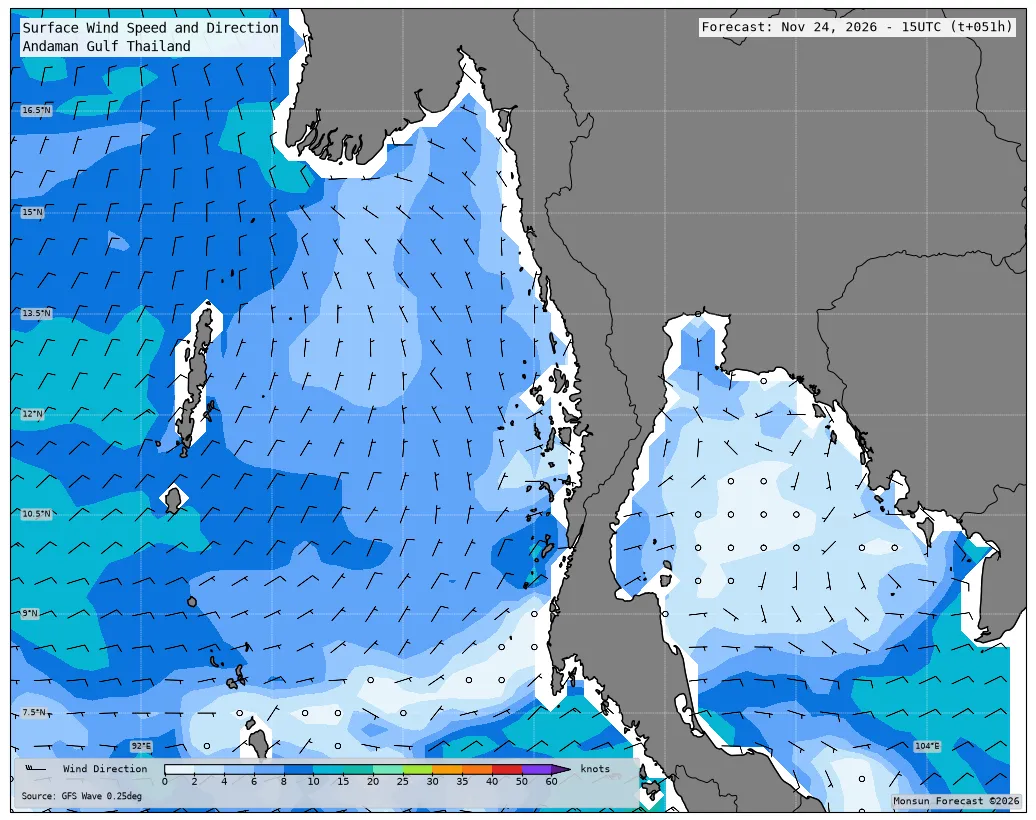 Surface Wind Speed and Direction
Andaman Gulf Thailand
Forecast: Nov 24, 2026 - 15UTC (t+051h)
16.5°N
15°N
13.5°N
12°N
10.5°N
9°N
7.5°N
92°E
104°E
Wind Direction
knots
0 2 4 6 8 10 15 20 25 30 35 40 50 60
Source: GFS Wave 0.25deg
Monsun Forecast ©2026